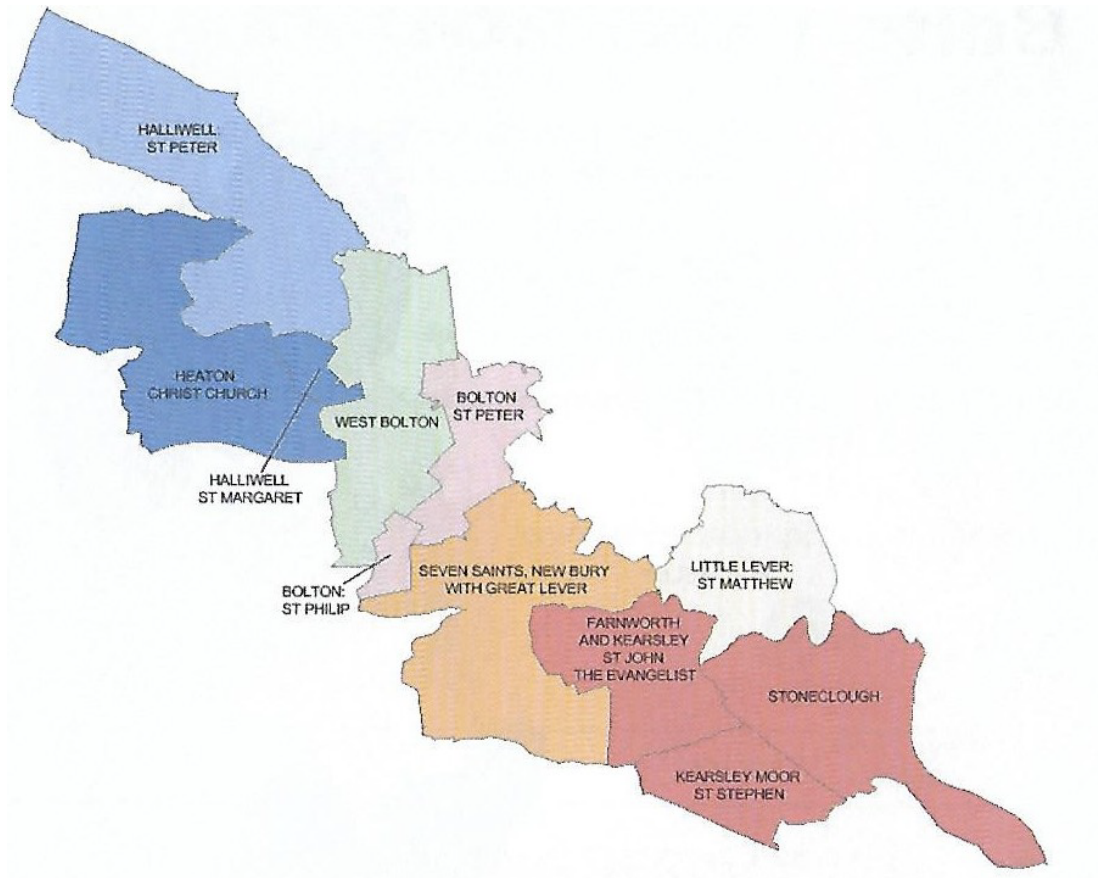 HALLIWELL
ST PETER
HEATON
CHRIST CHURCH
HALLIWELL
ST MARGARET
WEST BOLTON
BOLTON
ST PETER
BOLTON:
ST PHILIP
SEVEN SAINTS, NEW BURY
WITH GREAT LEVER
LITTLE LEVER:
ST MATTHEW
FARNWORTH
AND KEARSLEY
ST JOHN
THE EVANGELIST
STONECLOUGH
KEARSLEY MOOR
ST STEPHEN